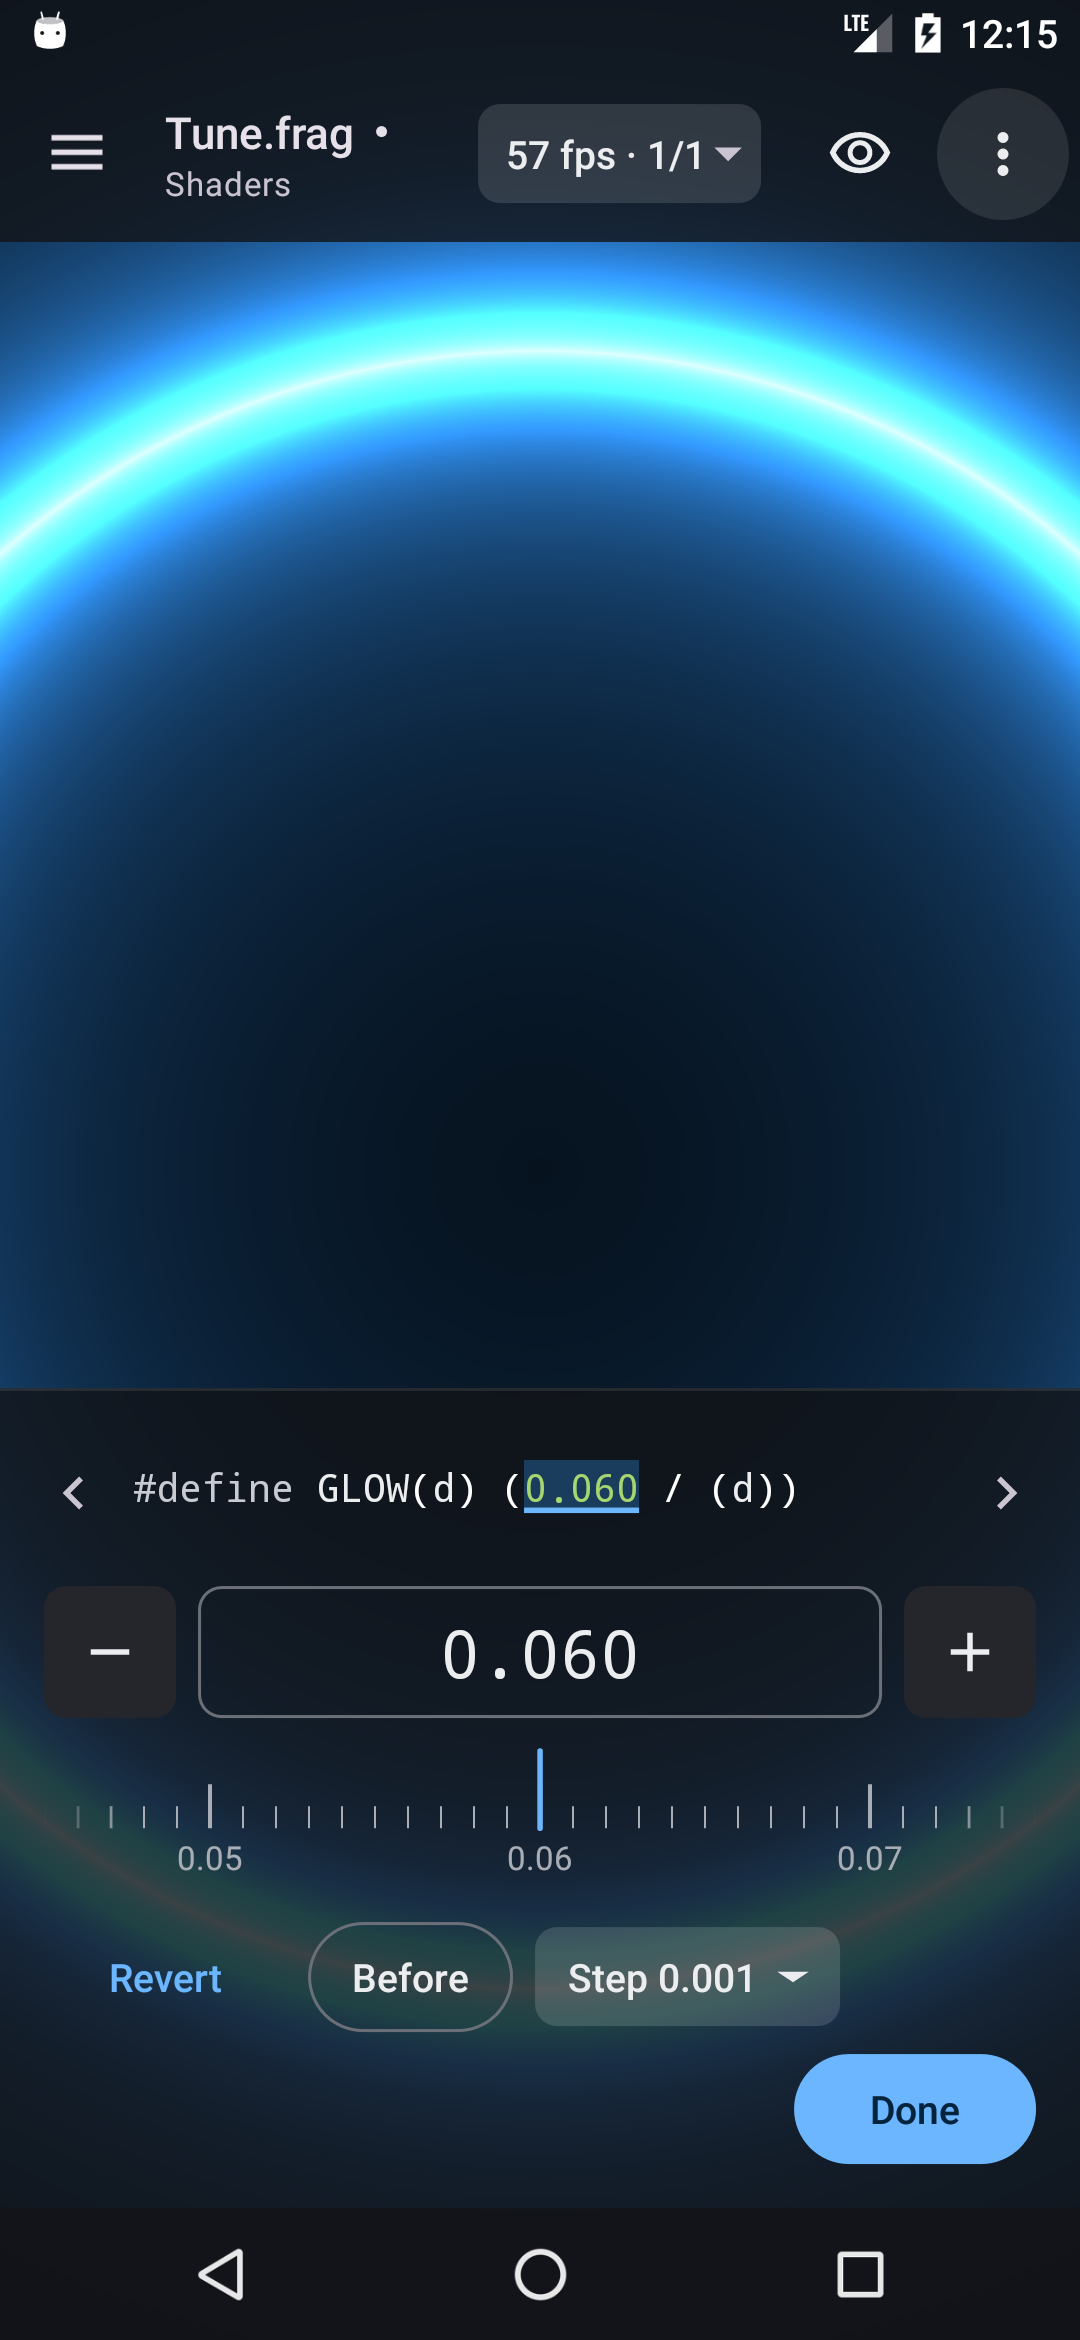 LTE 12:15
Tune.frag •
Shaders
57 fps · 1/1
#define GLOW(d) (0.060 / (d))
0.060
0.05 0.06 0.07
Revert Before Step 0.001
Done